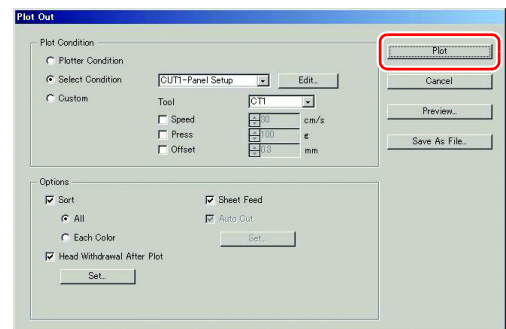 Plot Out
Plot Condition
Plotter Condition
Select Condition
CUT1-Panel Setup
Edit...
Custom
Tool
CT1
Speed
30
cm/s
Press
100
g
Offset
0.3
mm
Plot
Cancel
Preview...
Save As File...
Options
Sort
Sheet Feed
All
Auto Cut
Each Color
Set...
Head Withdrawal After Plot
Set...